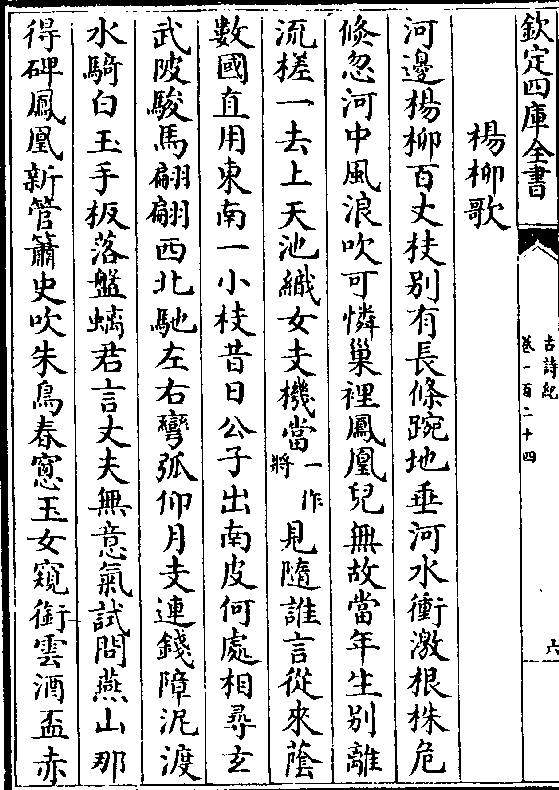 欽定四庫全書
古詩紀
卷一百二十四
六
楊柳歌
河邊楊柳百丈枝別有長條踠地垂河水衝激根株危
倐忽河中風浪吹可憐巢裡鳳凰兒無故當年生別離
流槎一去上天池織女支機當一作將見隨誰言從來蔭
數國直用東南一小枝昔日公子出南皮何處相尋玄
武陂駿馬翩翩西北馳左右彎弧仰月支連錢障泥渡
水騎白玉手板落盤螭君言丈夫無意氣試問燕山那
得碑鳳凰新管簫史吹朱鳥春窻玉女窺銜雲酒盃赤